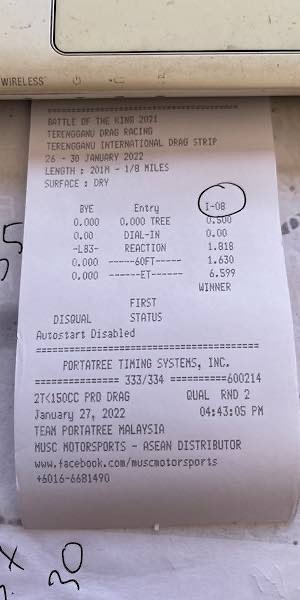 WIRELESS
========================================
BATTLE OF THE KING 2021
TERENGGANU DRAG RACING
TERENGGANU INTERNATIONAL DRAG STRIP
26 - 30 JANUARY 2022
LENGTH : 201M - 1/8 MILES
SURFACE : DRY
BYE Entry I-08
0.000 0.000 TREE 0.500
0.00 DIAL-IN 0.00
-LB3- REACTION 1.818
0.000 ------60FT----- 1.630
0.000 ------ET----- 6.599
WINNER
FIRST
DISQUAL STATUS
Autostart Disabled
========================================
PORTATREE TIMING SYSTEMS, INC.
=============== 333/334 ==========600214
2TK150CC PRO DRAG QUAL RND 2
January 27, 2022 04:43:05 PM
TEAM PORTATREE MALAYSIA
MUSC MOTORSPORTS - ASEAN DISTRIBUTOR
www.facebook.com/muscmotorsports
+6016-6681490
30